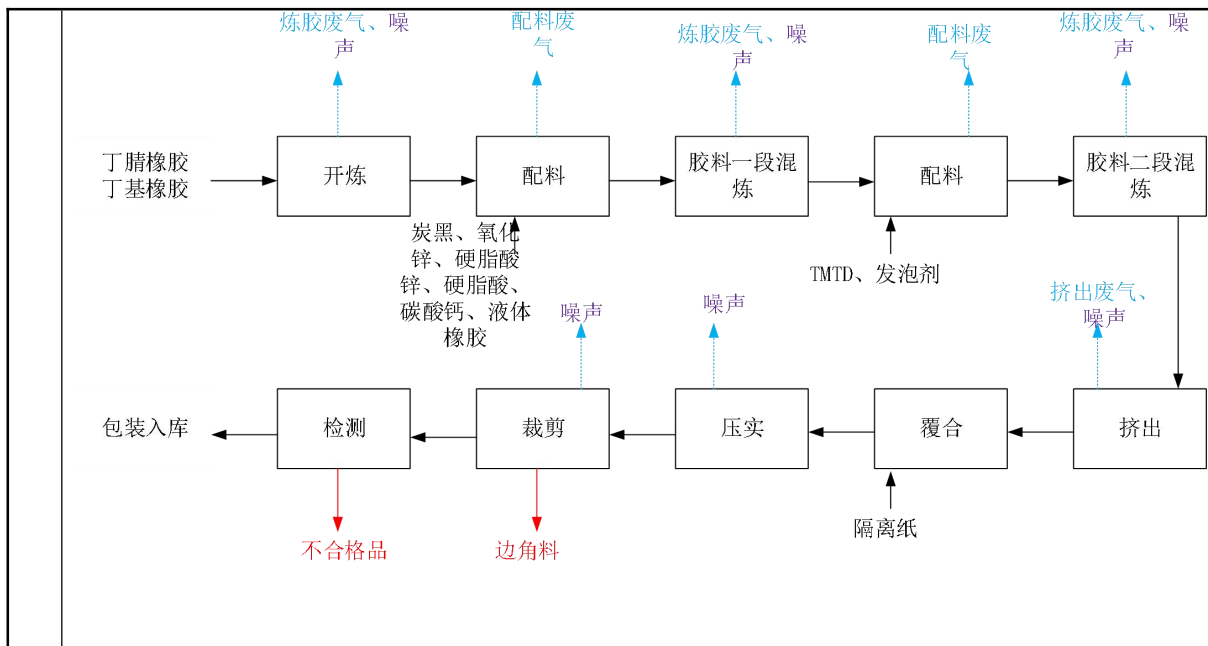 炼胶废气、噪
声
配料废
气
炼胶废气、噪
声
配料废
气
炼胶废气、噪
声
丁腈橡胶
丁基橡胶
开炼
配料
胶料一段混
炼
配料
胶料二段混
炼
炭黑、氧化
锌、硬脂酸
锌、硬脂酸、
碳酸钙、液体
橡胶
TMTD、发泡剂
噪声
噪声
挤出废气、
噪声
包装入库
检测
裁剪
压实
覆合
挤出
不合格品
边角料
隔离纸